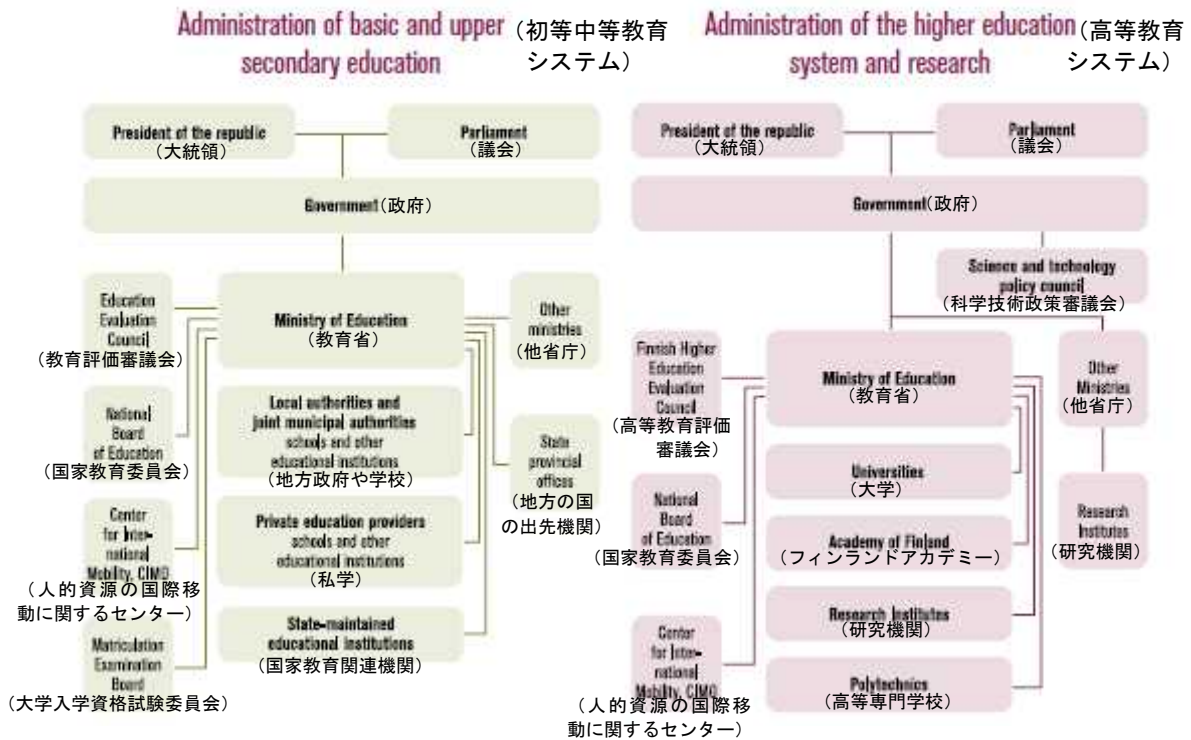 Administration of basic and upper (初等中等教育
secondary education システム)
President of the republic
(大統領)
Parliament
(議会)
Government(政府)
Education
Evaluation
Council
(教育評価審議会)
Ministry of Education
(教育省)
Other
ministries
(他省庁)
National
Board
of Education
(国家教育委員会)
Local authorities and
joint municipal authorities
schools and other
educational institutions
(地方政府や学校)
State
provincial
offices
(地方の国
の出先機関)
Center
for Inter-
national
Mobility, CIMO
(人的資源の国際移
動に関するセンター)
Private education providers
schools and other
educational institutions
(私学)
Matriculation
Examination
Board
(大学入学資格試験委員会)
State-maintained
educational institutions
(国家教育関連機関)
Administration of the higher education (高等教育
system and research システム)
President of the republic
(大統領)
Parliament
(議会)
Government(政府)
Science and technology
policy council
(科学技術政策審議会)
Finnish Higher
Education
Evaluation
Council
(高等教育評価
審議会)
Ministry of Education
(教育省)
Other
Ministries
(他省庁)
Universities
(大学)
National
Board
of Education
(国家教育委員会)
Academy of Finland
(フィンランドアカデミー)
Research
Institutes
(研究機関)
Research Institutes
(研究機関)
Center
for Inter-
national
Mobility, CIMO
(人的資源の国際移
動に関するセンター)
Polytechnics
(高等専門学校)